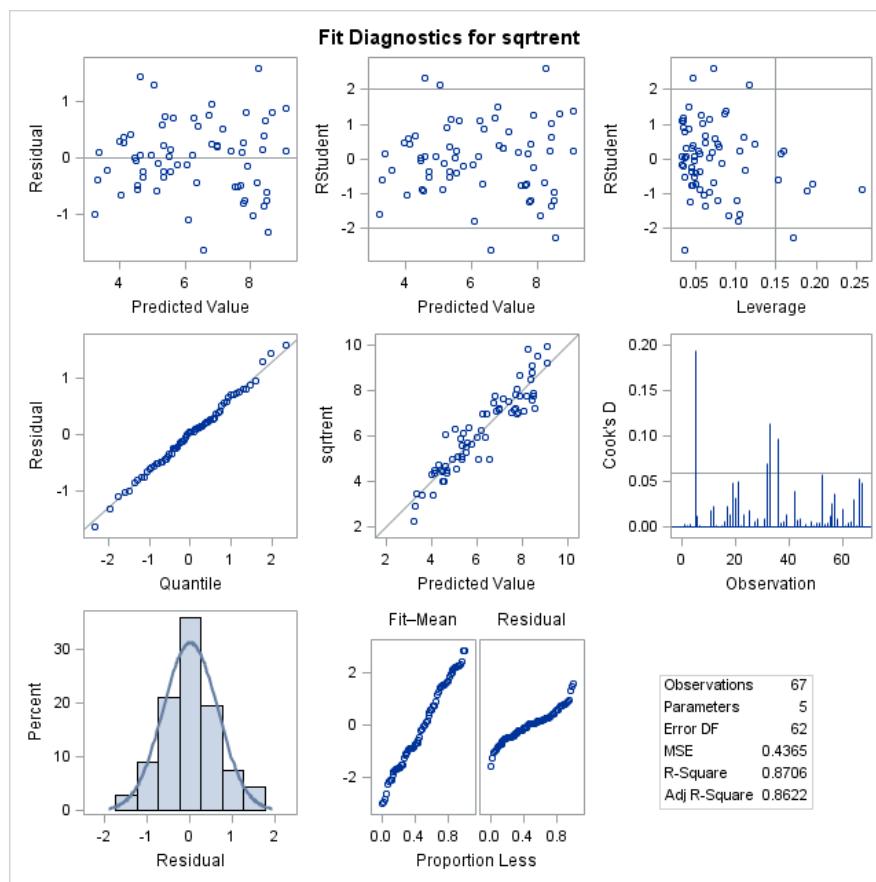 Fit Diagnostics for sqrtrent
Residual
1
0
-1
4 6 8
Predicted Value
RStudent
2
0
-2
4 6 8
Predicted Value
RStudent
2
0
-2
0.05 0.10 0.15 0.20 0.25
Leverage
Residual
1
0
-1
-2 -1 0 1 2
Quantile
sqrtrent
10
8
6
4
2
2 4 6 8 10
Predicted Value
Cook's D
0.20
0.15
0.10
0.05
0.00
0 20 40 60
Observation
Percent
30
20
10
0
-2 -1 0 1 2
Residual
Fit–Mean Residual
2
0
-2
0.0 0.4 0.8 0.0 0.4 0.8
Proportion Less
Observations 67
Parameters 5
Error DF 62
MSE 0.4365
R-Square 0.8706
Adj R-Square 0.8622